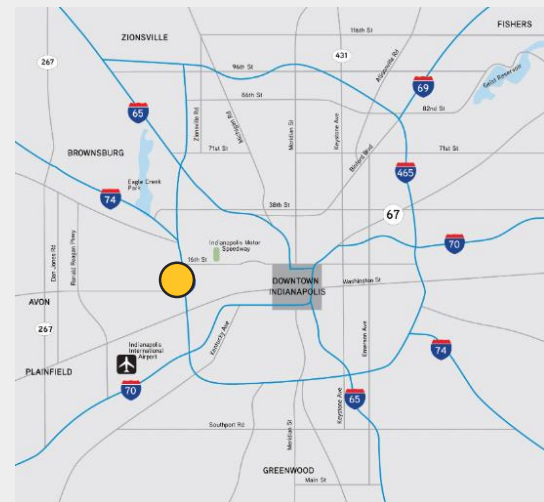 116th St
FISHERS
ZIONSVILLE
431
267
96th St
Allisonville Rd
69
Geist Reservoir
86th St
82nd St
65
Zionsville Rd
Michigan Rd
Meridian St
Keystone Ave
Binford Blvd
71st St
71st St
BROWNSBURG
Eagle Creek
Park
465
74
38th St
67
Dan Jones Rd
Ronald Reagan Pkwy
Indianapolis Motor
Speedway
70
16th St
DOWNTOWN
INDIANAPOLIS
Washington St
AVON
267
Kentucky Ave
Emerson Ave
Indianapolis
International
Airport
74
PLAINFIELD
70
Keystone Ave
65
Southport Rd
Meridian St
GREENWOOD
Main St